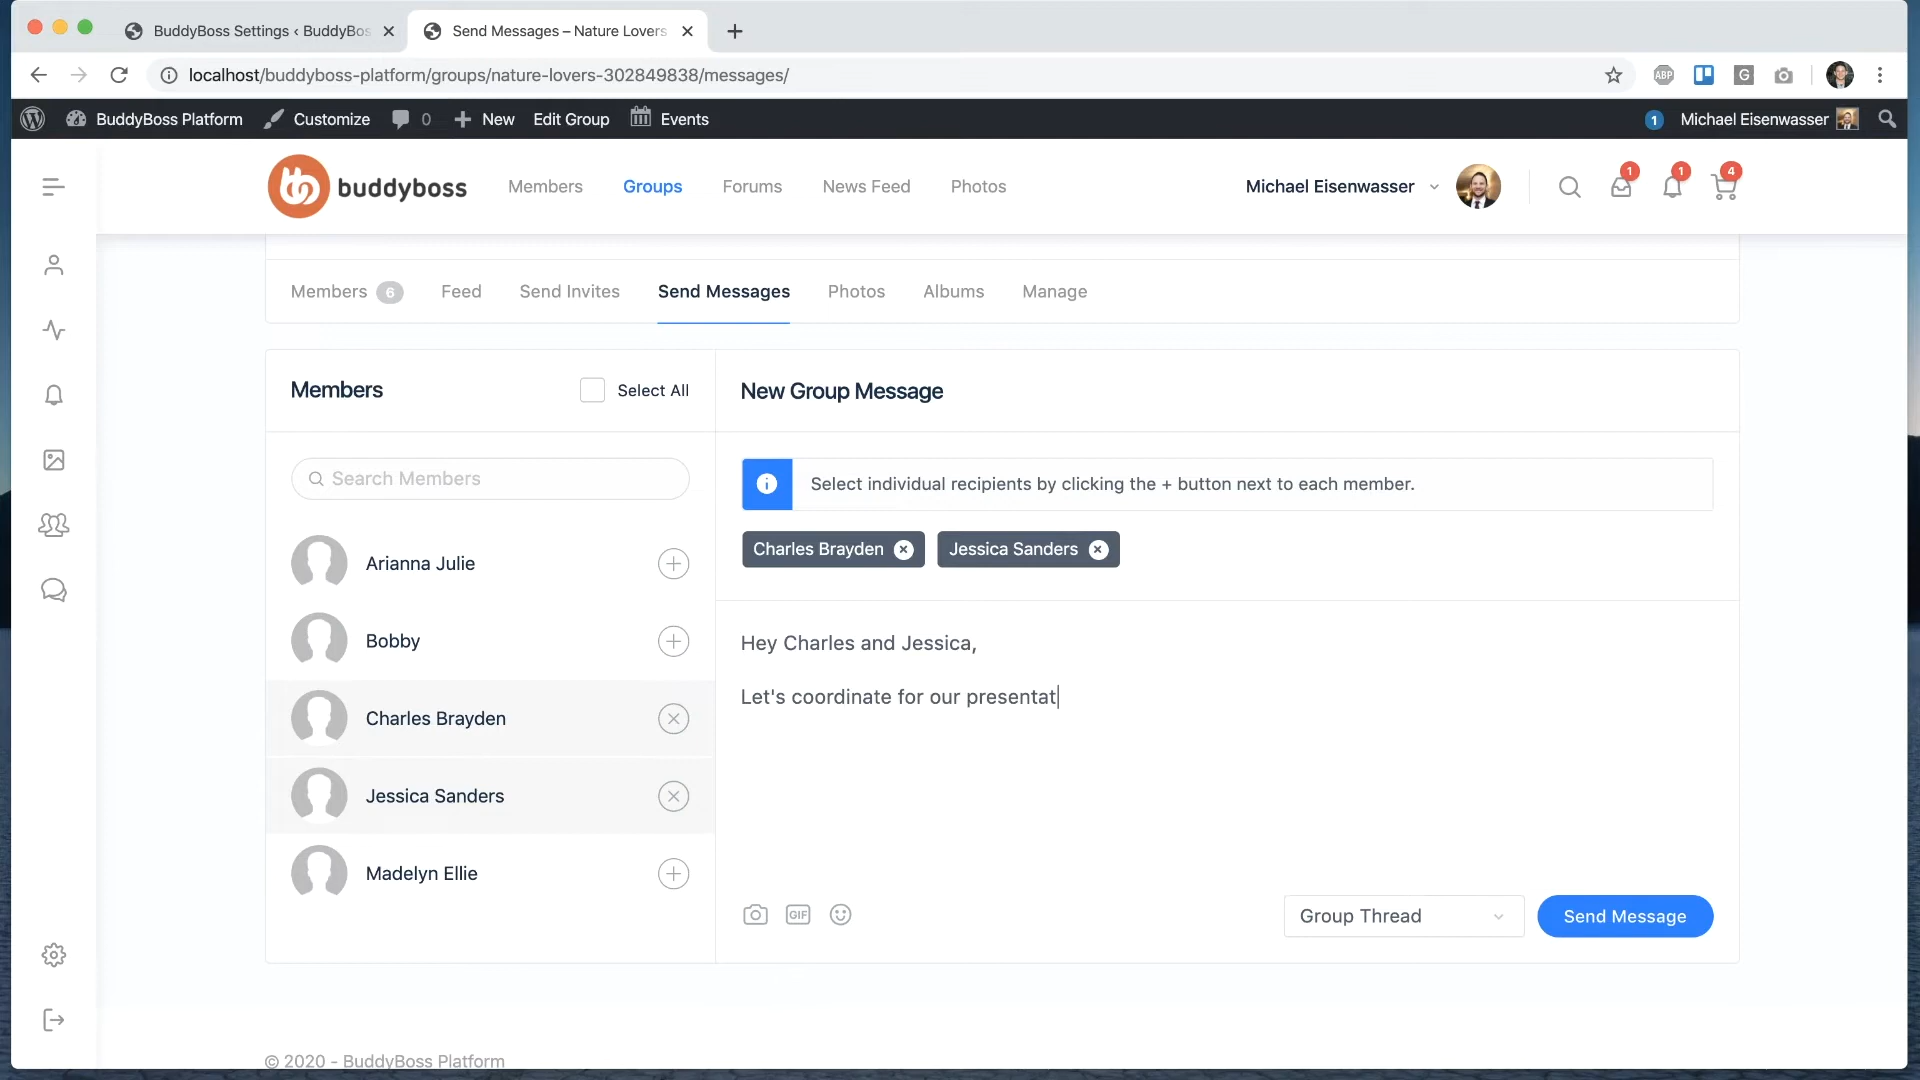 BuddyBoss Settings ‹ BuddyBos
Send Messages – Nature Lovers
localhost/buddyboss-platform/groups/nature-lovers-302849838/messages/
ABP
G
BuddyBoss Platform
Customize
0
New
Edit Group
Events
1
Michael Eisenwasser
buddyboss
Members
Groups
Forums
News Feed
Photos
Michael Eisenwasser
1
1
4
Members 6
Feed
Send Invites
Send Messages
Photos
Albums
Manage
Members
Select All
Search Members
Arianna Julie
Bobby
Charles Brayden
Jessica Sanders
Madelyn Ellie
New Group Message
Select individual recipients by clicking the + button next to each member.
Charles Brayden
Jessica Sanders
Hey Charles and Jessica,
Let's coordinate for our presentat
GIF
Group Thread
Send Message
© 2020 - BuddyBoss Platform